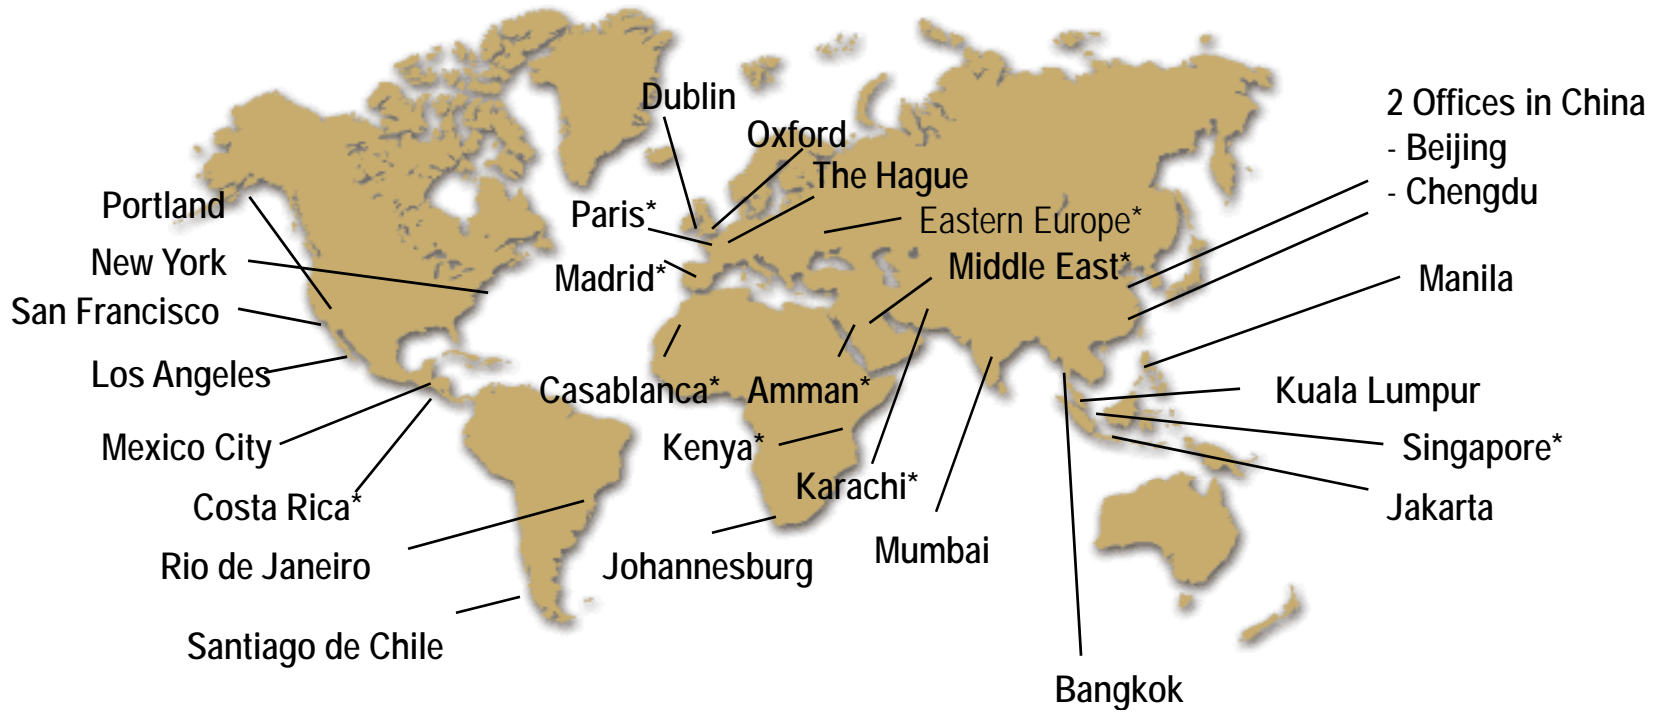 Dublin
2 Offices in China
Oxford
- Beijing
The Hague
- Chengdu
Portland
Paris*
Eastern Europe*
New York
Madrid*
Middle East*
Manila
San Francisco
Los Angeles
Casablanca*
Amman*
Kuala Lumpur
Mexico City
Kenya*
Singapore*
Costa Rica*
Karachi*
Jakarta
Rio de Janeiro
Johannesburg
Mumbai
Santiago de Chile
Bangkok